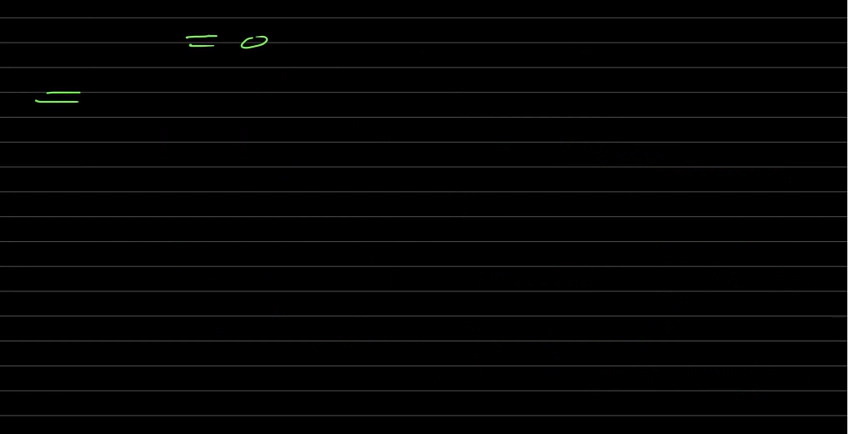 = 0
=